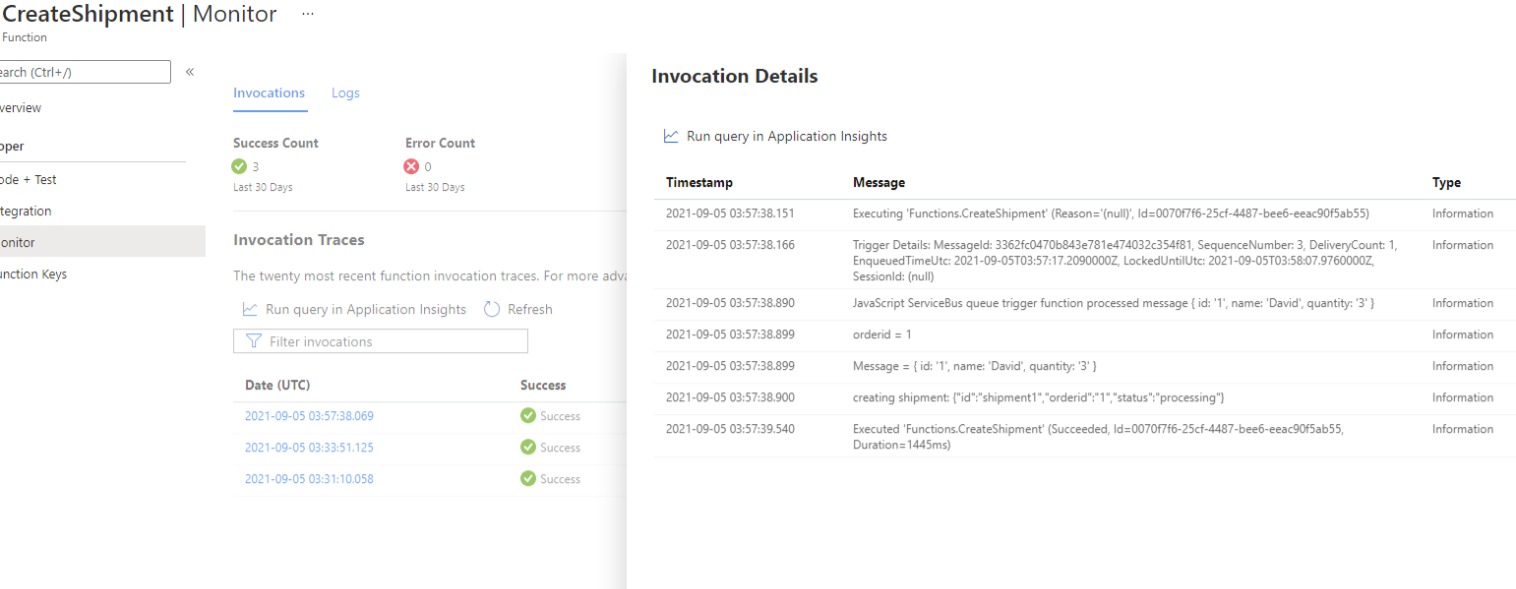 CreateShipment | Monitor ...
Function
earch (Ctrl+/) «
verview
oper
ode + Test
tegration
onitor
unction Keys
Invocations Logs
Success Count Error Count
3 0
Last 30 Days Last 30 Days
Invocation Traces
The twenty most recent function invocation traces. For more adva
Run query in Application Insights Refresh
Filter invocations
Date (UTC) Success
2021-09-05 03:57:38.069 Success
2021-09-05 03:33:51.125 Success
2021-09-05 03:31:10.058 Success
Invocation Details
Run query in Application Insights
Timestamp Message Type
2021-09-05 03:57:38.151 Executing 'Functions.CreateShipment' (Reason='(null)', Id=0070f7f6-25cf-4487-bee6-eeac90f5ab55) Information
2021-09-05 03:57:38.166 Trigger Details: MessageId: 3362fc0470b843e781e474032c354f81, SequenceNumber: 3, DeliveryCount: 1, Information
EnqueuedTimeUtc: 2021-09-05T03:57:17.2090000Z, LockedUntilUtc: 2021-09-05T03:58:07.9760000Z,
SessionId: (null)
2021-09-05 03:57:38.890 JavaScript ServiceBus queue trigger function processed message { id: '1', name: 'David', quantity: '3' } Information
2021-09-05 03:57:38.899 orderid = 1 Information
2021-09-05 03:57:38.899 Message = { id: '1', name: 'David', quantity: '3' } Information
2021-09-05 03:57:38.900 creating shipment: {"id":"shipment1","orderid":"1","status":"processing"} Information
2021-09-05 03:57:39.540 Executed 'Functions.CreateShipment' (Succeeded, Id=0070f7f6-25cf-4487-bee6-eeac90f5ab55, Information
Duration=1445ms)